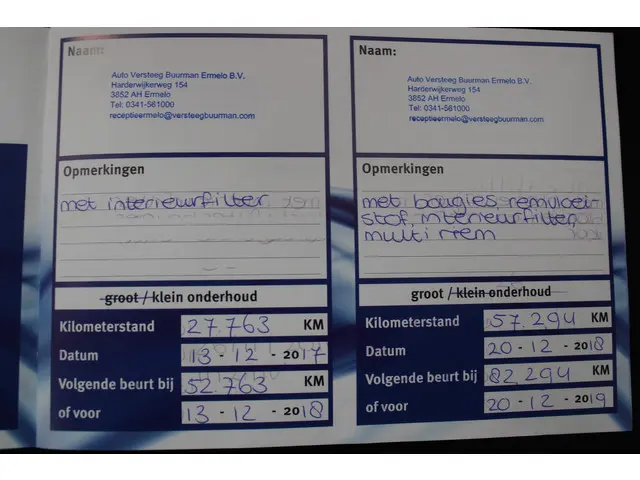 Naam:
Auto Versteeg Buurman Ermelo B.V.
Harderwijkerweg 154
3852 AH Ermelo
Tel: 0341-561000
receptieermelo@versteegbuurman.com
Opmerkingen
met interieurfilter
groot / klein onderhoud
Kilometerstand 27.763 KM
Datum 13 - 12 - 2017
Volgende beurt bij 52.763 KM
of voor 13 - 12 - 2018
Naam:
Auto Versteeg Buurman Ermelo B.V.
Harderwijkerweg 154
3852 AH Ermelo
Tel: 0341-561000
receptieermelo@versteegbuurman.com
Opmerkingen
met bougies, remvloei-
stof, interieurfilter,
multi riem
groot / klein onderhoud
Kilometerstand 57.294 KM
Datum 20 - 12 - 2018
Volgende beurt bij 82.294 KM
of voor 20 - 12 - 2019